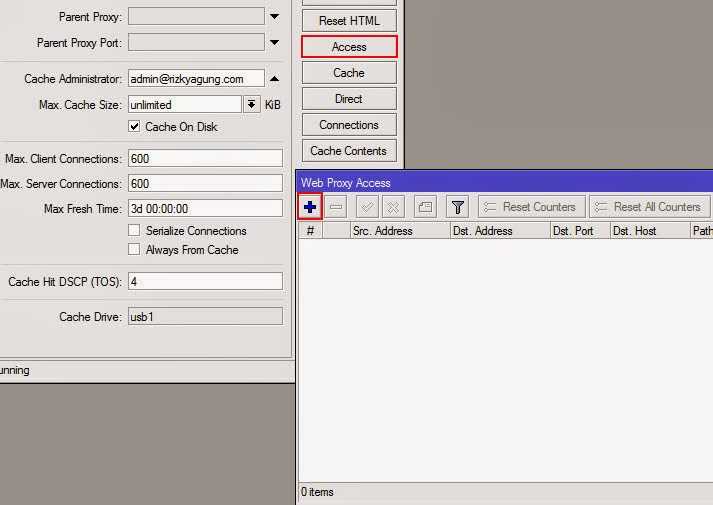 Parent Proxy:
Parent Proxy Port:
Cache Administrator: admin@rizkyagung.com
Max. Cache Size: unlimited KiB
Cache On Disk
Max. Client Connections: 600
Max. Server Connections: 600
Max Fresh Time: 3d 00:00:00
Serialize Connections
Always From Cache
Cache Hit DSCP (TOS): 4
Cache Drive: usb1
unning
Reset HTML
Access
Cache
Direct
Connections
Cache Contents
Web Proxy Access
Reset Counters Reset All Counters
# Src. Address Dst. Address Dst. Port Dst. Host Path
0 items